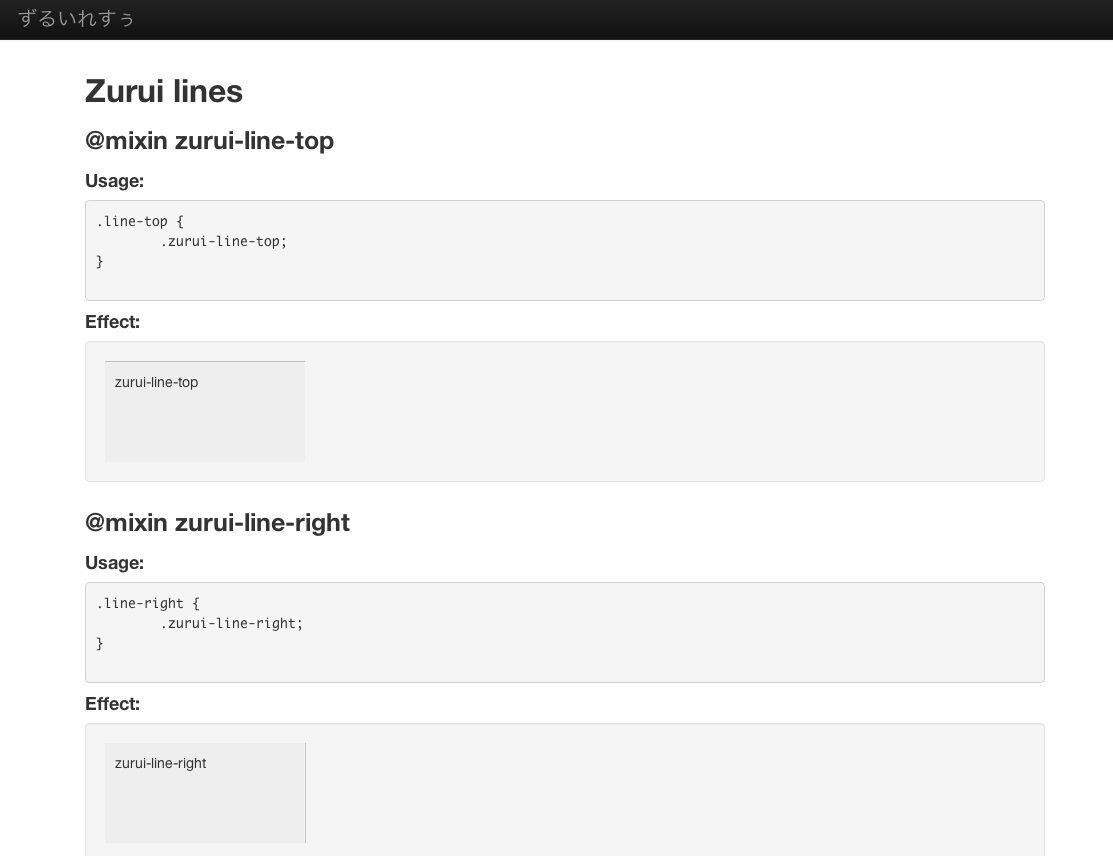 ずるいれすぅ
Zurui lines
@mixin zurui-line-top
Usage:
.line-top {
        .zurui-line-top;
}
Effect:
zurui-line-top
@mixin zurui-line-right
Usage:
.line-right {
        .zurui-line-right;
}
Effect:
zurui-line-right